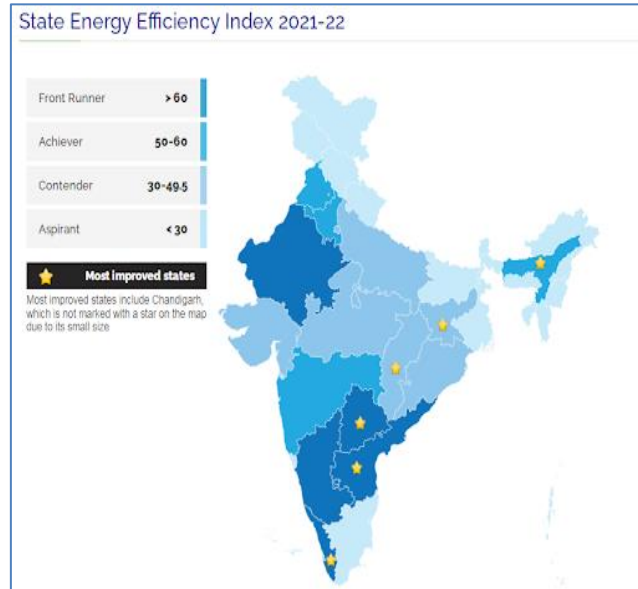 State Energy Efficiency Index 2021-22
Front Runner >60
Achiever 50-60
Contender 30-49.5
Aspirant <30
Most improved states
Most improved states include Chandigarh,
which is not marked with a star on the map
due to its small size